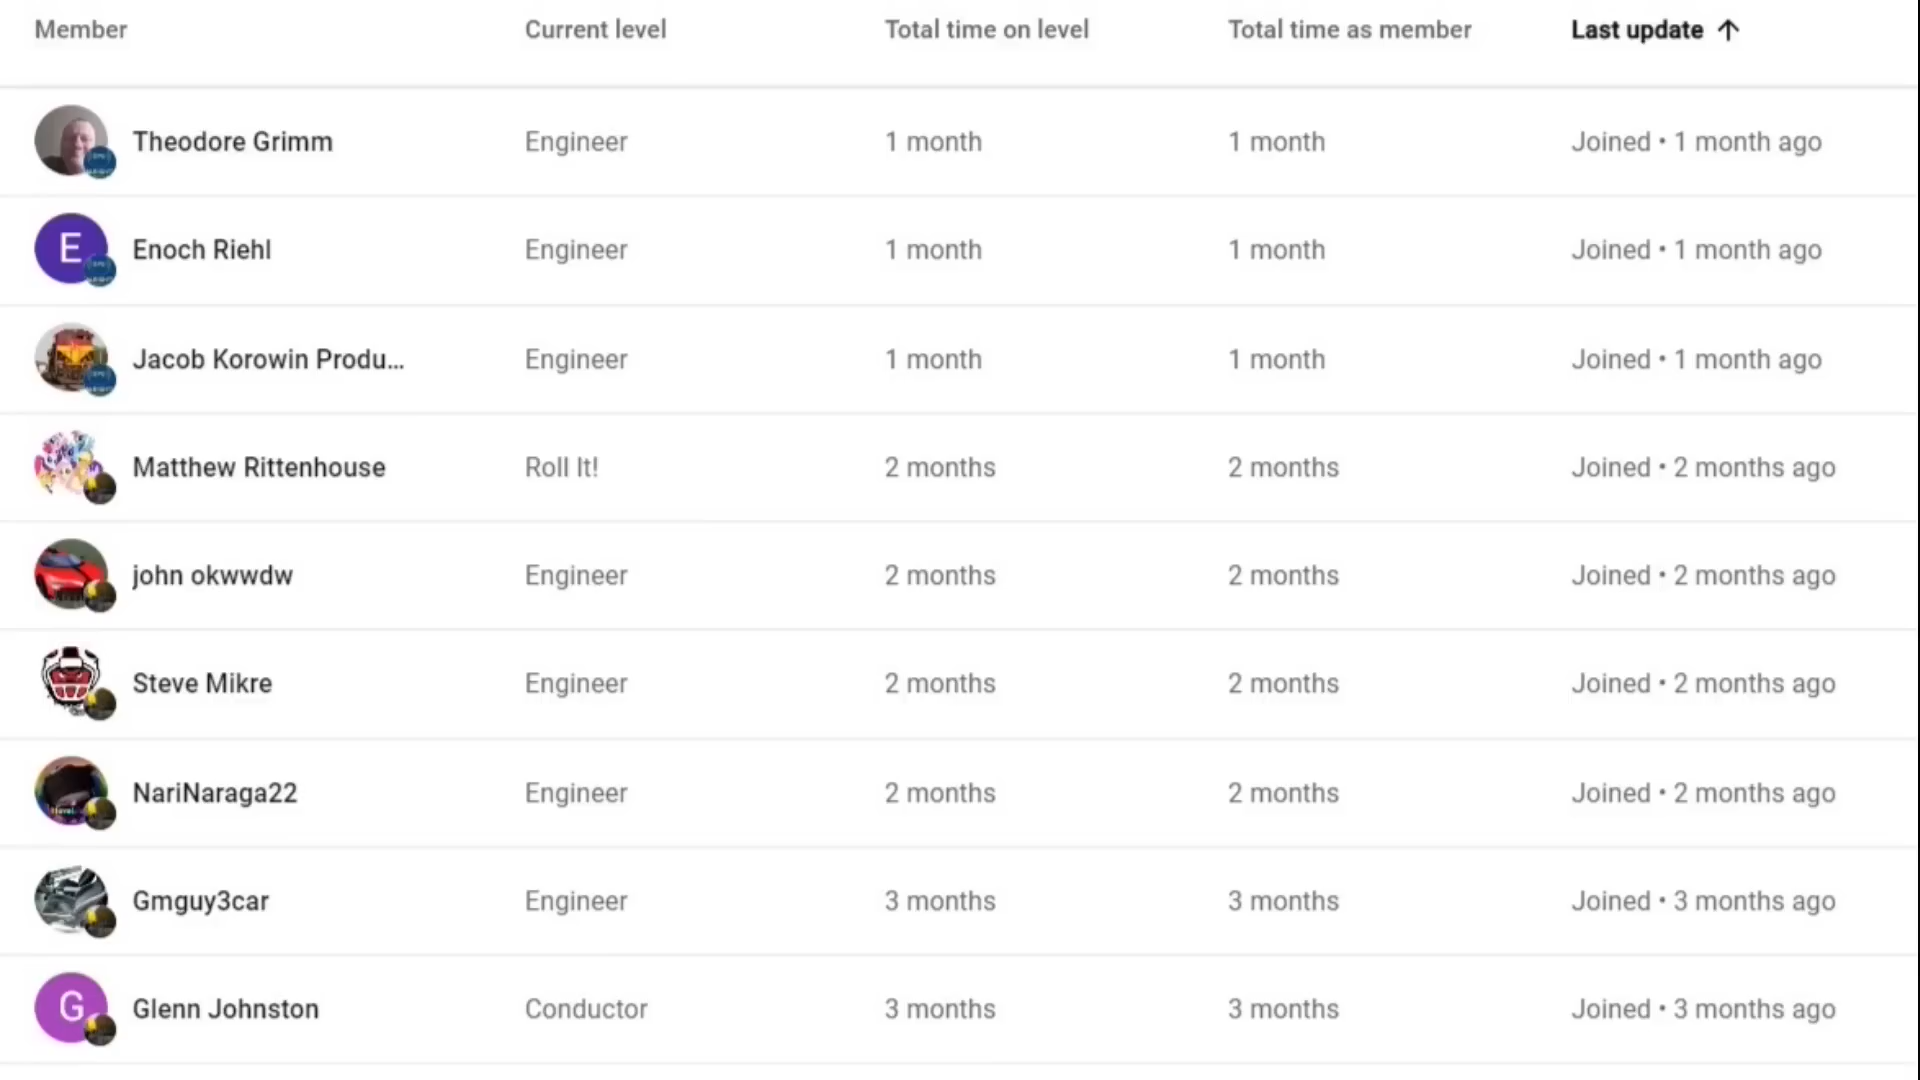 Member Current level Total time on level Total time as member Last update ↑
Theodore Grimm Engineer 1 month 1 month Joined • 1 month ago
E Enoch Riehl Engineer 1 month 1 month Joined • 1 month ago
Jacob Korowin Produ... Engineer 1 month 1 month Joined • 1 month ago
Matthew Rittenhouse Roll It! 2 months 2 months Joined • 2 months ago
john okwwdw Engineer 2 months 2 months Joined • 2 months ago
Steve Mikre Engineer 2 months 2 months Joined • 2 months ago
NariNaraga22 Engineer 2 months 2 months Joined • 2 months ago
Gmguy3car Engineer 3 months 3 months Joined • 3 months ago
G Glenn Johnston Conductor 3 months 3 months Joined • 3 months ago